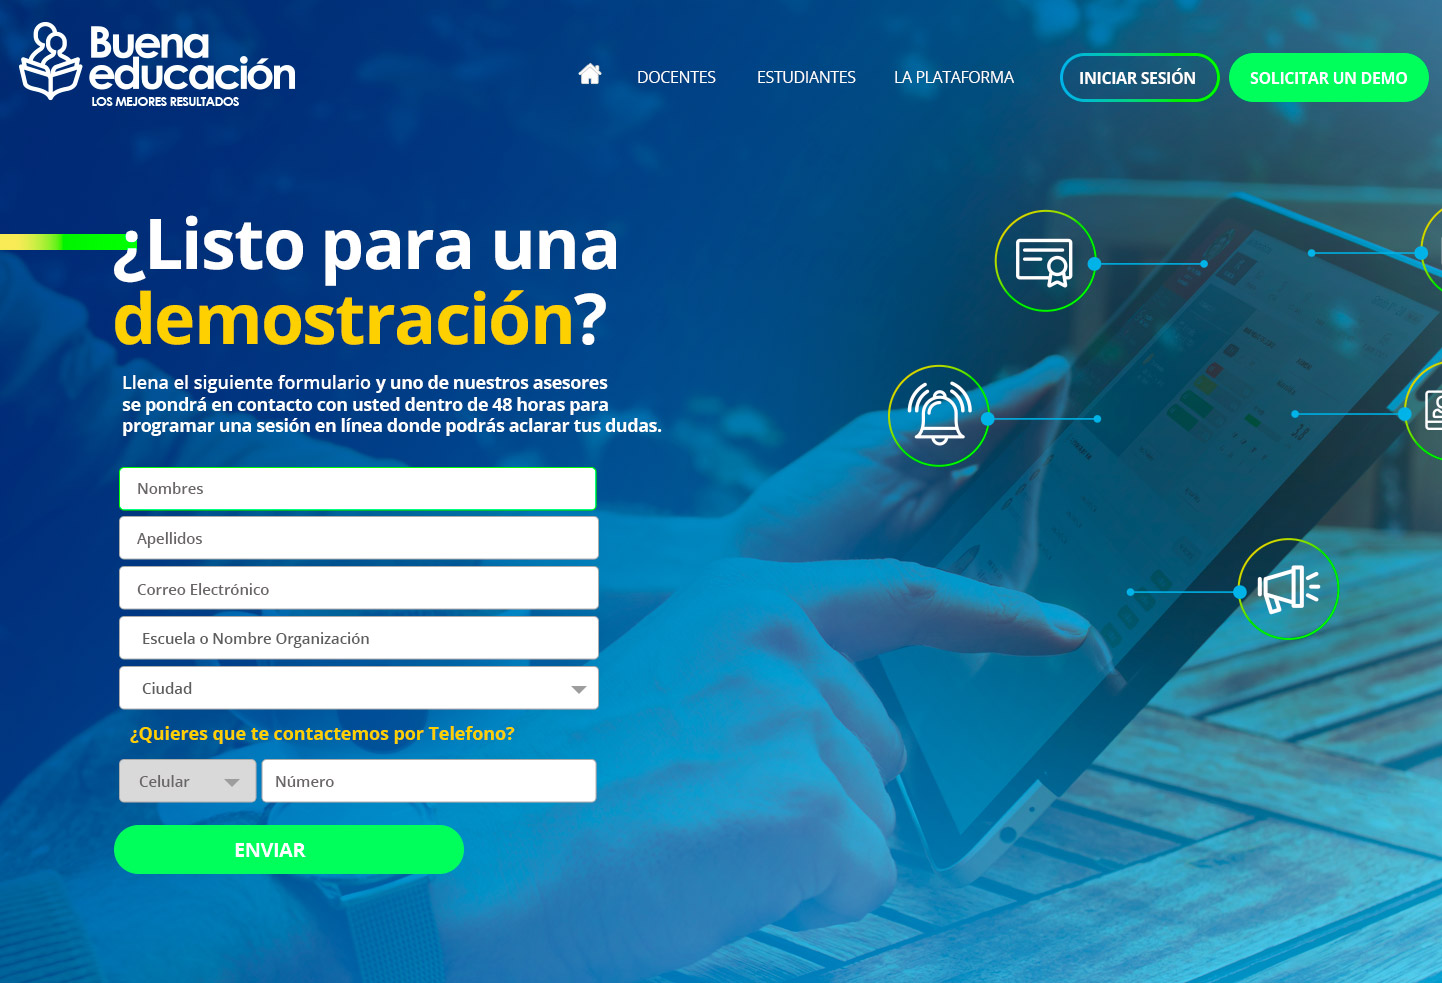 Buena
educación
LOS MEJORES RESULTADOS
DOCENTES
ESTUDIANTES
LA PLATAFORMA
INICIAR SESIÓN
SOLICITAR UN DEMO
¿Listo para una
demostración?
Llena el siguiente formulario y uno de nuestros asesores
se pondrá en contacto con usted dentro de 48 horas para
programar una sesión en línea donde podrás aclarar tus dudas.
Nombres
Apellidos
Correo Electrónico
Escuela o Nombre Organización
Ciudad
¿Quieres que te contactemos por Telefono?
Celular
Número
ENVIAR